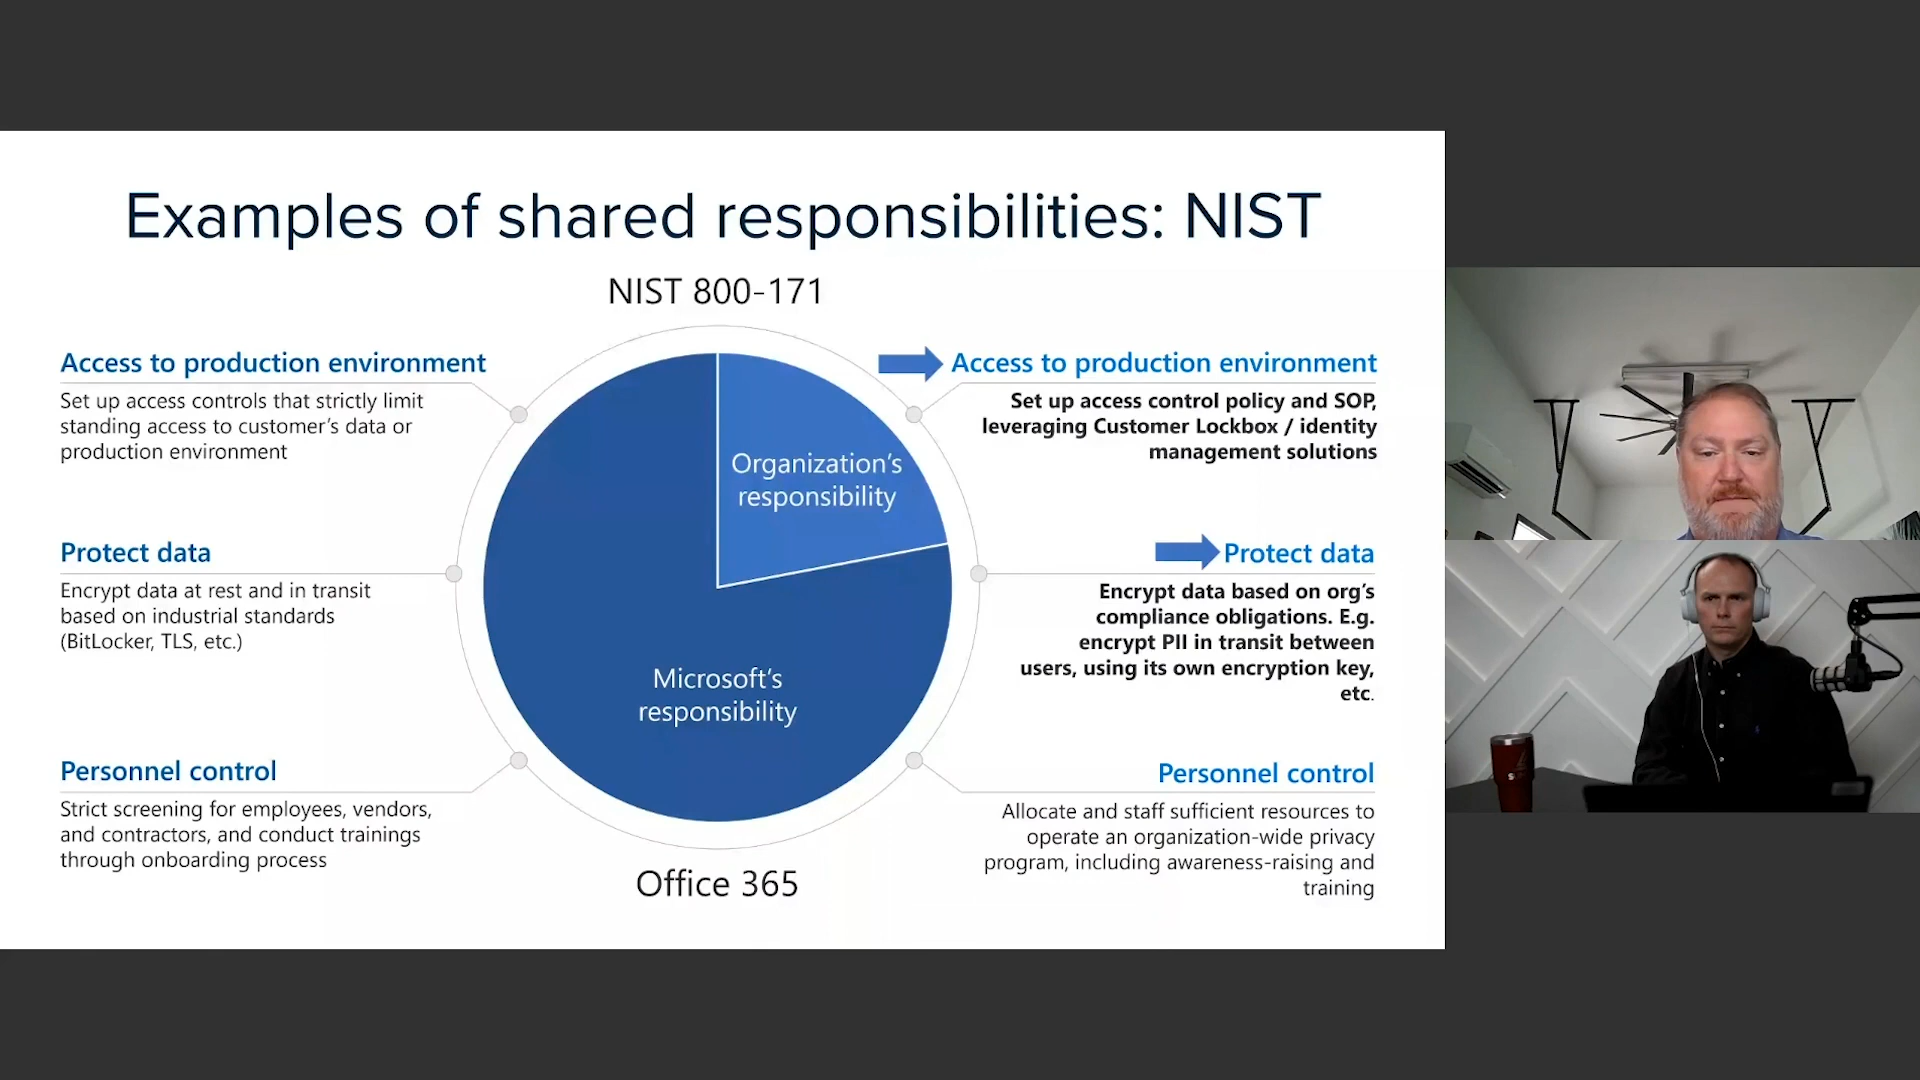 Examples of shared responsibilities: NIST
NIST 800-171
Access to production environment
Set up access controls that strictly limit
standing access to customer's data or
production environment
Protect data
Encrypt data at rest and in transit
based on industrial standards
(BitLocker, TLS, etc.)
Personnel control
Strict screening for employees, vendors,
and contractors, and conduct trainings
through onboarding process
Organization's
responsibility
Microsoft's
responsibility
Office 365
Access to production environment
Set up access control policy and SOP,
leveraging Customer Lockbox / identity
management solutions
Protect data
Encrypt data based on org's
compliance obligations. E.g.
encrypt PII in transit between
users, using its own encryption key,
etc.
Personnel control
Allocate and staff sufficient resources to
operate an organization-wide privacy
program, including awareness-raising and
training